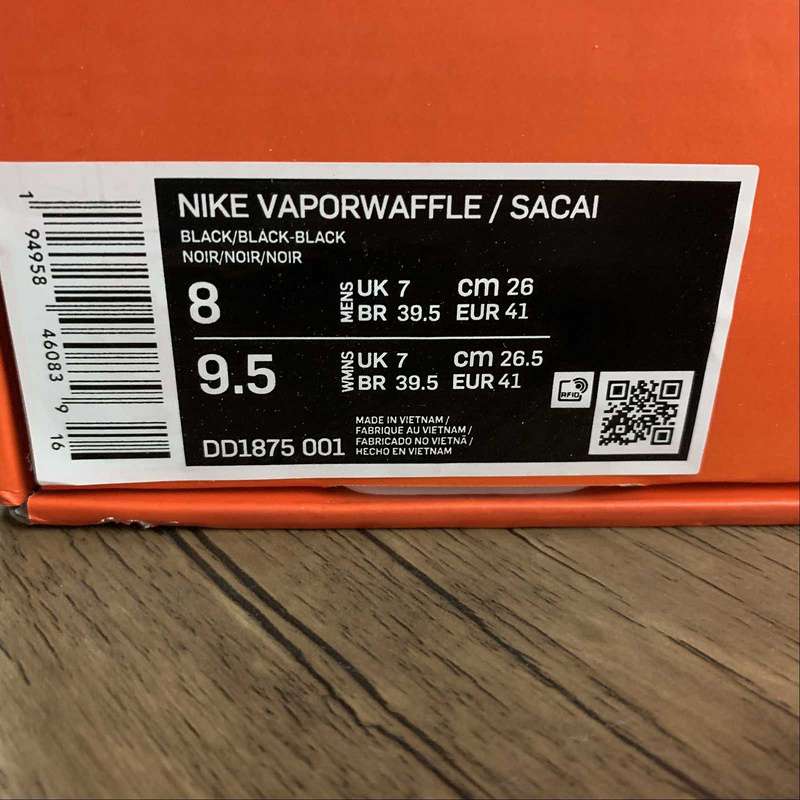 NIKE VAPORWAFFLE / SACAI
BLACK/BLACK-BLACK
NOIR/NOIR/NOIR
8 MENS UK 7 cm 26
BR 39.5 EUR 41
9.5 WMNS UK 7 cm 26.5
BR 39.5 EUR 41
RFID
DD1875 001
MADE IN VIETNAM /
FABRIQUE AU VIETNAM /
FABRICADO NO VIETNÃ /
HECHO EN VIETNAM
1 94958 46083 9 16